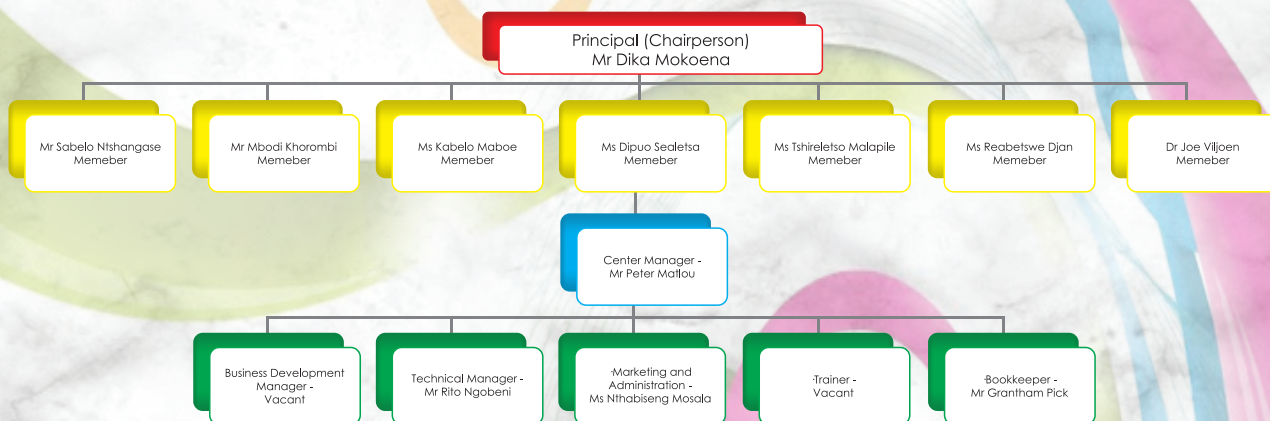 Principal (Chairperson)
Mr Dika Mokoena
Mr Sabelo Ntshangase
Memeber
Mr Mbodi Khorombi
Memeber
Ms Kabelo Maboe
Memeber
Ms Dipuo Sealetsa
Memeber
Ms Tshireletso Malapile
Memeber
Ms Reabetswe Djan
Memeber
Dr Joe Viljoen
Memeber
Center Manager -
Mr Peter Matlou
Business Development
Manager -
Vacant
Technical Manager -
Mr Rito Ngobeni
·Marketing and
Administration -
Ms Nthabiseng Mosala
·Trainer -
Vacant
·Bookkeeper -
Mr Grantham Pick